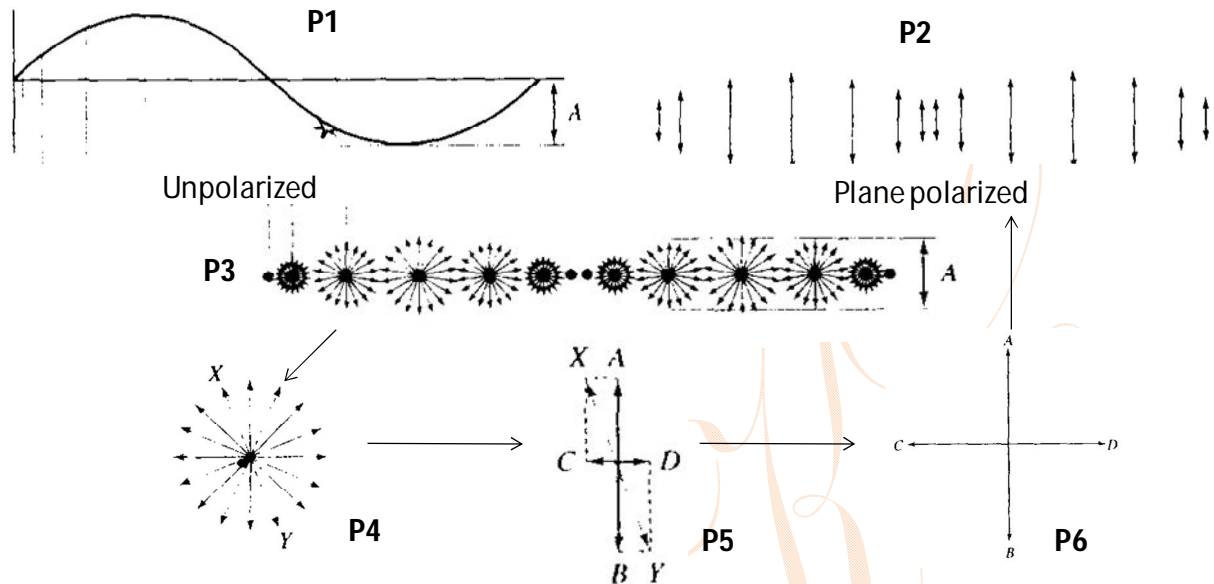 P1
P2
A
Unpolarized
Plane polarized
P3
A
X
X A
A
C D
C D
Y
P4
B Y
P5
B
P6